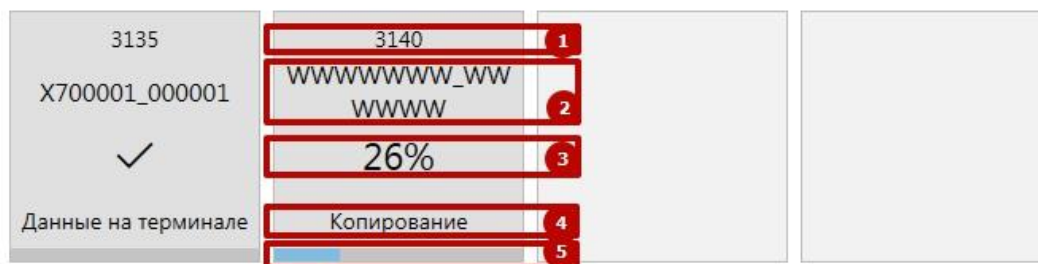 3135
X700001_000001
Данные на терминале
3140
1
WWWWWWW_WW
WWWW
2
26%
3
Копирование
4
5